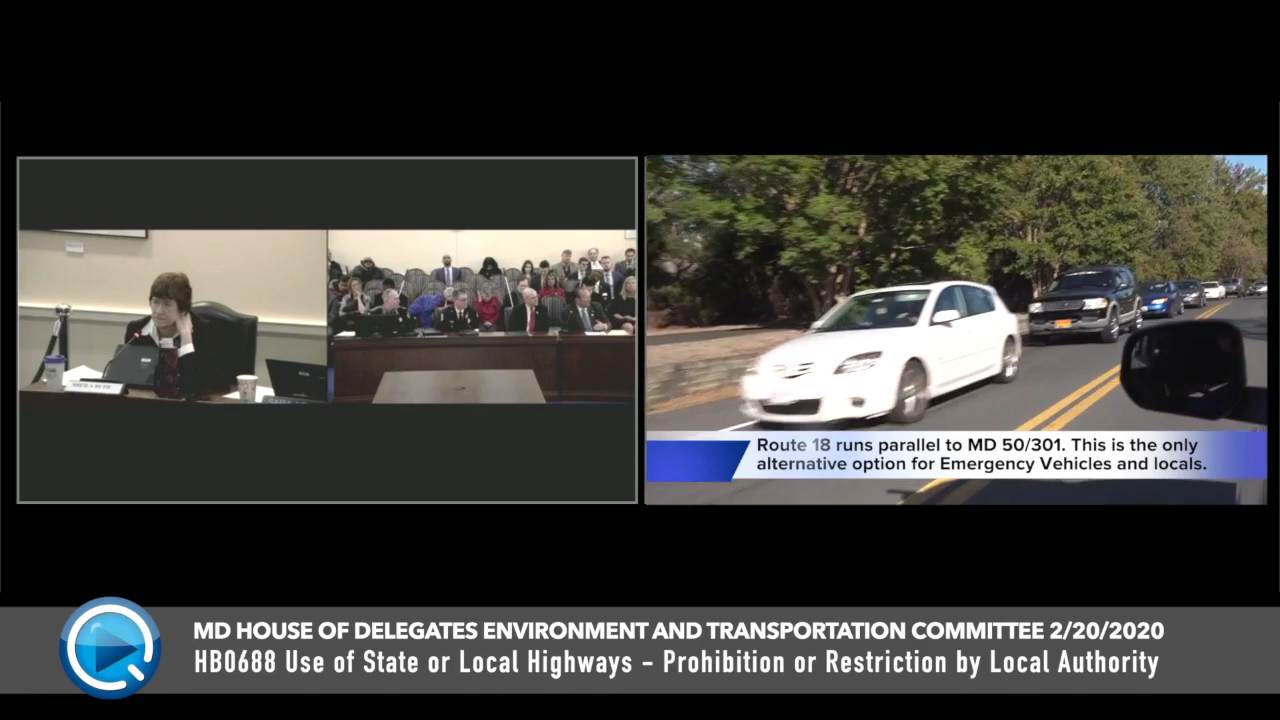 SHEILA RUTH
Route 18 runs parallel to MD 50/301. This is the only
alternative option for Emergency Vehicles and locals.
MD HOUSE OF DELEGATES ENVIRONMENT AND TRANSPORTATION COMMITTEE 2/20/2020
HB0688 Use of State or Local Highways – Prohibition or Restriction by Local Authority